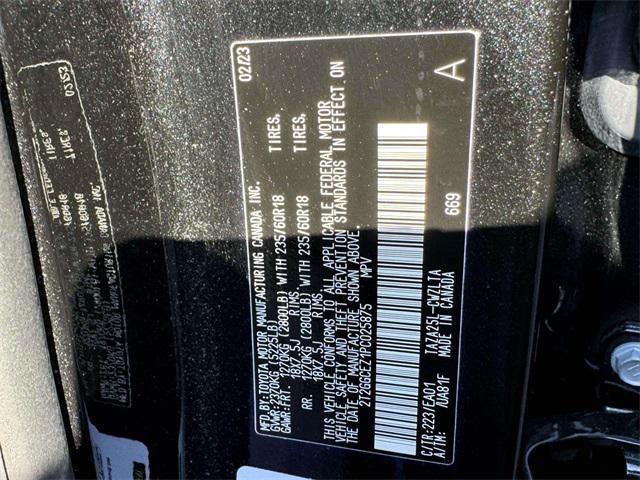 MFD.BY:TOYOTA MOTOR MANUFACTURING CANADA INC. 02/23
GVWR:2370KG (5225LB)
GAWR:FRT. 1270KG (2800LB) WITH 235/60R18 TIRES,
18X7.5J RIMS
RR. 1270KG (2800LB) WITH 235/60R18 TIRES,
18X7.5J RIMS
THIS VEHICLE CONFORMS TO ALL APPLICABLE FEDERAL MOTOR
VEHICLE SAFETY AND THEFT PREVENTION STANDARDS IN EFFECT ON
THE DATE OF MANUFACTURE SHOWN ABOVE.
2T2GGCEZ1PC025875 MPV
C/TR:223/EA01 TAZA25L-CWZLTA 669 A
A/TM: /UA81F MADE IN CANADA